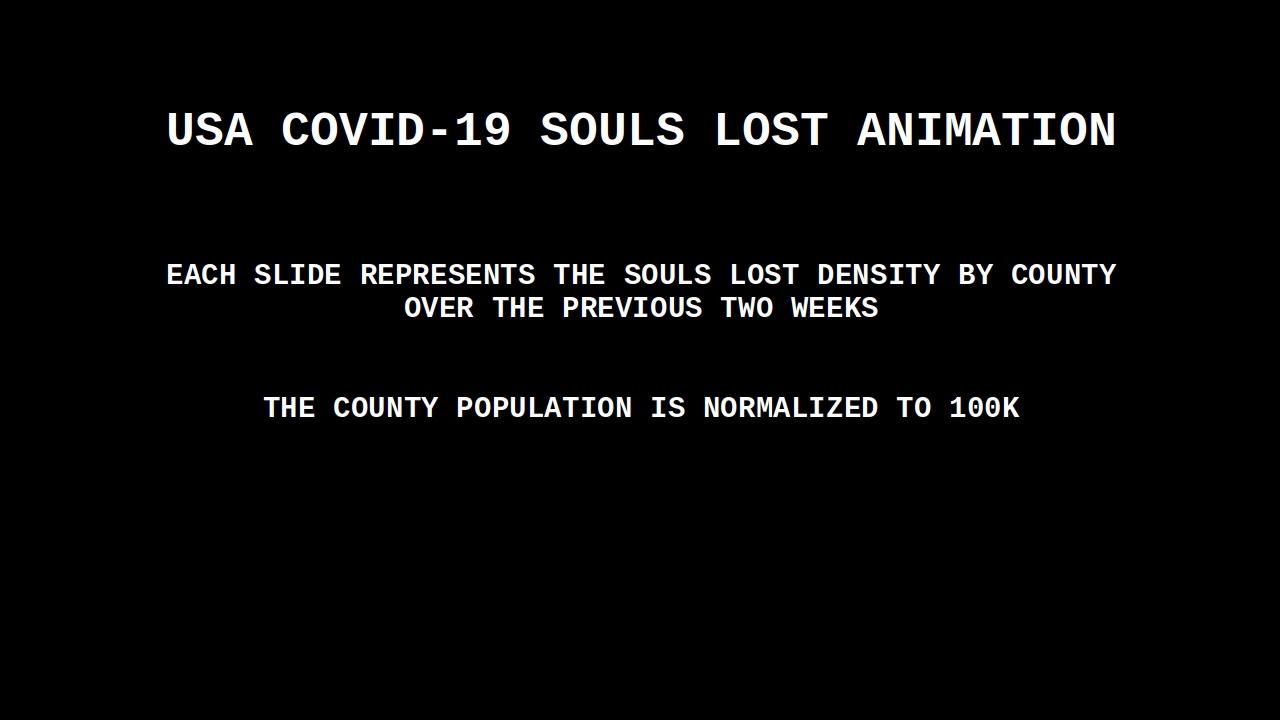 USA COVID-19 SOULS LOST ANIMATION
EACH SLIDE REPRESENTS THE SOULS LOST DENSITY BY COUNTY
OVER THE PREVIOUS TWO WEEKS
THE COUNTY POPULATION IS NORMALIZED TO 100K